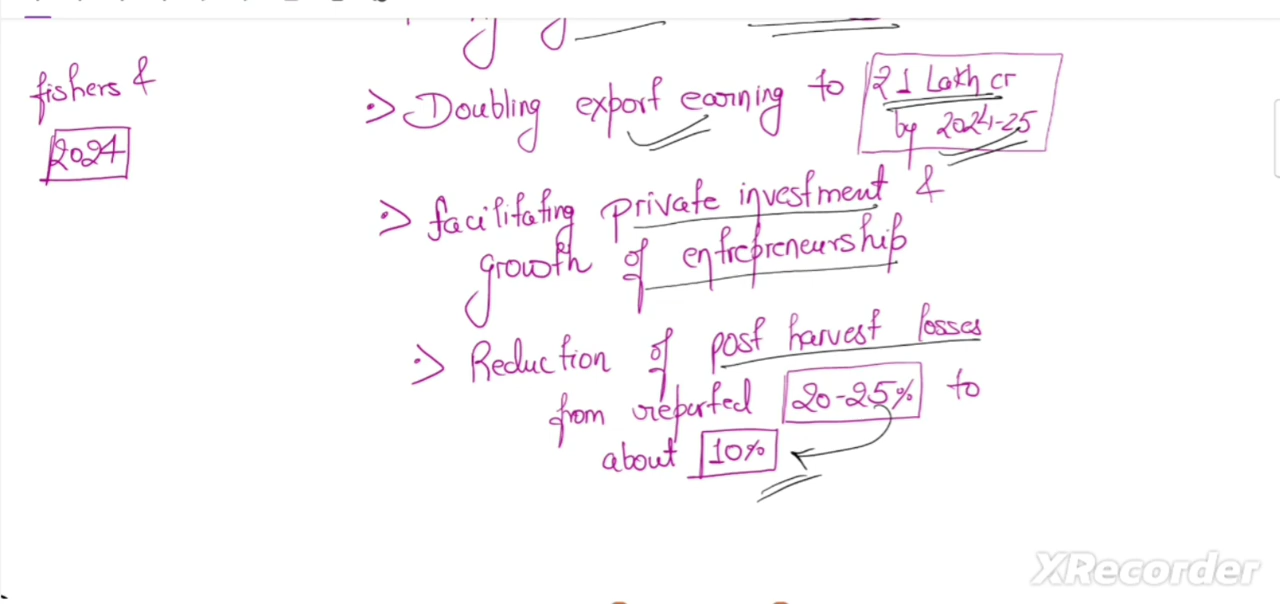 fishers &
2024
:> Doubling export earning to ₹1 Lakh cr
by 2024-25
:> facilitating private investment &
growth of entrepreneurship
:> Reduction of post harvest losses
from reported 20-25% to
about 10%
XRecorder